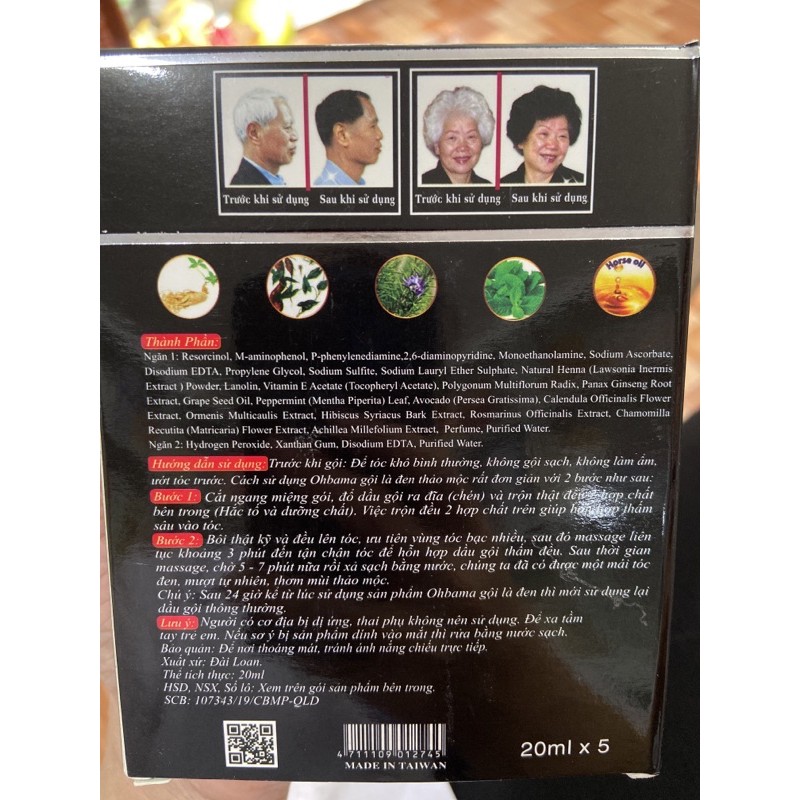 Trước khi sử dụng Sau khi sử dụng Trước khi sử dụng Sau khi sử dụng
Horse oil
Thành Phần:
Ngăn 1: Resorcinol, M-aminophenol, P-phenylenediamine,2,6-diaminopyridine, Monoethanolamine, Sodium Ascorbate,
Disodium EDTA, Propylene Glycol, Sodium Sulfite, Sodium Lauryl Ether Sulphate, Natural Henna (Lawsonia Inermis
Extract ) Powder, Lanolin, Vitamin E Acetate (Tocopheryl Acetate), Polygonum Multiflorum Radix, Panax Ginseng Root
Extract, Grape Seed Oil, Peppermint (Mentha Piperita) Leaf, Avocado (Persea Gratissima), Calendula Officinalis Flower
Extract, Ormenis Multicaulis Extract, Hibiscus Syriacus Bark Extract, Rosmarinus Officinalis Extract, Chamomilla
Recutita (Matricaria) Flower Extract, Achillea Millefolium Extract, Perfume, Purified Water.
Ngăn 2: Hydrogen Peroxide, Xanthan Gum, Disodium EDTA, Purified Water.
Hướng dẫn sử dụng: Trước khi gội: Để tóc khô bình thường, không gội sạch, không làm ẩm,
ướt tóc trước. Cách sử dụng Ohbama gội là đen thảo mộc rất đơn giản với 2 bước như sau:
Bước 1: Cắt ngang miệng gói, đổ dầu gội ra đĩa (chén) và trộn thật đều 2 hợp chất
bên trong (Hắc tố và dưỡng chất). Việc trộn đều 2 hợp chất trên giúp hỗn hợp thấm
sâu vào tóc.
Bước 2: Bôi thật kỹ và đều lên tóc, ưu tiên vùng tóc bạc nhiều, sau đó massage liên
tục khoảng 3 phút đến tận chân tóc để hỗn hợp dầu gội thấm đều. Sau thời gian
massage, chờ 5 - 7 phút nữa rồi xả sạch bằng nước, chúng ta đã có được một mái tóc
đen, mượt tự nhiên, thơm mùi thảo mộc.
Chú ý: Sau 24 giờ kể từ lúc sử dụng sản phẩm Ohbama gội là đen thì mới sử dụng lại
dầu gội thông thường.
Lưu ý: Người có cơ địa bị dị ứng, thai phụ không nên sử dụng. Để xa tầm
tay trẻ em. Nếu sơ ý bị sản phẩm dính vào mắt thì rửa bằng nước sạch.
Bảo quản: Để nơi thoáng mát, tránh ánh nắng chiếu trực tiếp.
Xuất xứ: Đài Loan.
Thể tích thực: 20ml
HSD, NSX, Số lô: Xem trên gói sản phẩm bên trong.
SCB: 107343/19/CBMP-QLD
4 711109 012745
MADE IN TAIWAN
20ml x 5